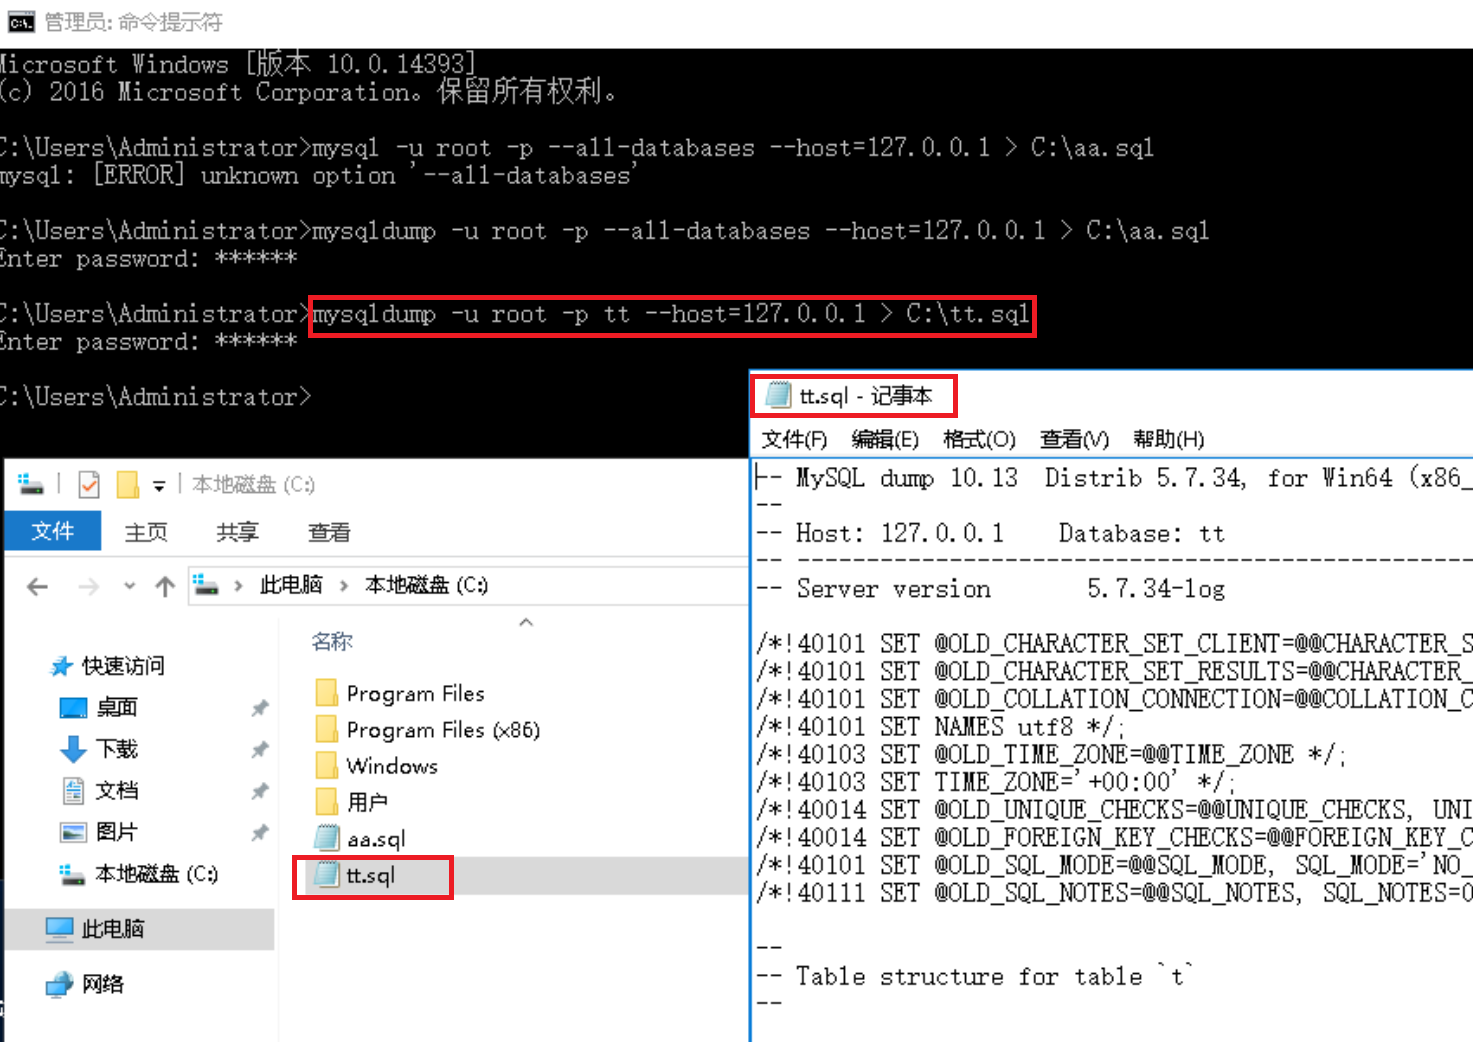 管理员: 命令提示符
Microsoft Windows [版本 10.0.14393]
(c) 2016 Microsoft Corporation。保留所有权利。
C:\Users\Administrator>mysql -u root -p --all-databases --host=127.0.0.1 > C:\aa.sql
mysql: [ERROR] unknown option '--all-databases'
C:\Users\Administrator>mysqldump -u root -p --all-databases --host=127.0.0.1 > C:\aa.sql
Enter password: ******
C:\Users\Administrator>mysqldump -u root -p tt --host=127.0.0.1 > C:\tt.sql
Enter password: ******
C:\Users\Administrator>
本地磁盘 (C:)
文件 主页 共享 查看
此电脑 › 本地磁盘 (C:)
快速访问
桌面
下载
文档
图片
本地磁盘 (C:)
此电脑
网络
名称
Program Files
Program Files (x86)
Windows
用户
aa.sql
tt.sql
tt.sql - 记事本
文件(F) 编辑(E) 格式(O) 查看(V) 帮助(H)
-- MySQL dump 10.13  Distrib 5.7.34, for Win64 (x86_
--
-- Host: 127.0.0.1    Database: tt
-- -------------------------------------------------
-- Server version       5.7.34-log
/*!40101 SET @OLD_CHARACTER_SET_CLIENT=@@CHARACTER_S
/*!40101 SET @OLD_CHARACTER_SET_RESULTS=@@CHARACTER_
/*!40101 SET @OLD_COLLATION_CONNECTION=@@COLLATION_C
/*!40101 SET NAMES utf8 */;
/*!40103 SET @OLD_TIME_ZONE=@@TIME_ZONE */;
/*!40103 SET TIME_ZONE='+00:00' */;
/*!40014 SET @OLD_UNIQUE_CHECKS=@@UNIQUE_CHECKS, UNI
/*!40014 SET @OLD_FOREIGN_KEY_CHECKS=@@FOREIGN_KEY_C
/*!40101 SET @OLD_SQL_MODE=@@SQL_MODE, SQL_MODE='NO_
/*!40111 SET @OLD_SQL_NOTES=@@SQL_NOTES, SQL_NOTES=0
--
-- Table structure for table `t`
--